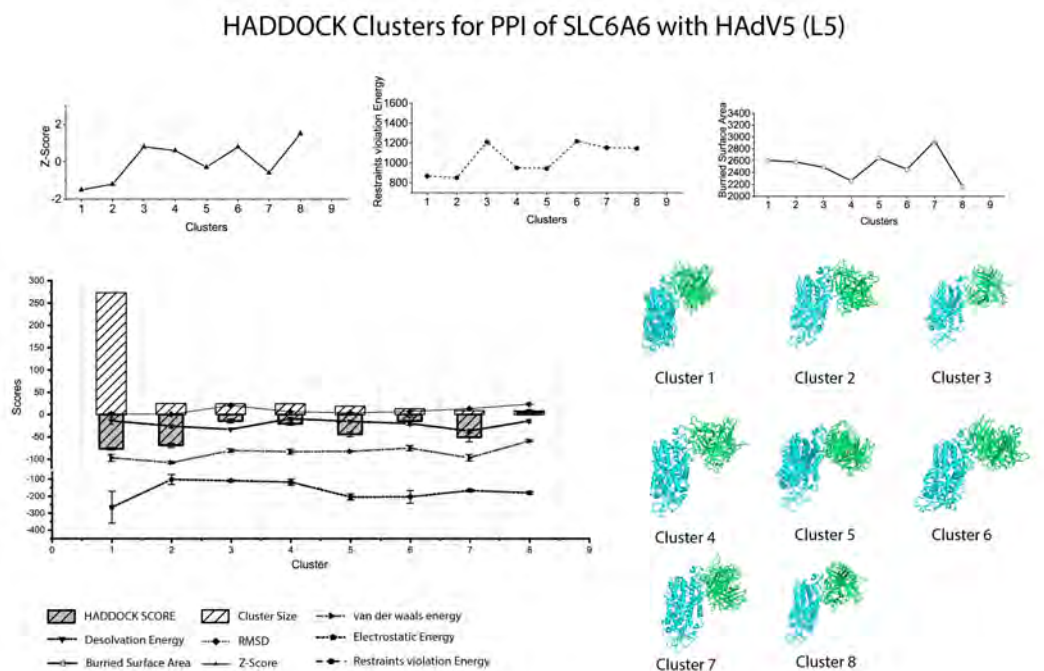 HADDOCK Clusters for PPI of SLC6A6 with HAdV5 (L5)
Z-Score
2
0
-2
1 2 3 4 5 6 7 8 9
Clusters
Restraints violation Energy
1600
1400
1200
1000
800
1 2 3 4 5 6 7 8 9
Clusters
Burried Surface Area
3400
3200
3000
2800
2600
2400
2200
2000
1 2 3 4 5 6 7 8 9
Clusters
Scores
300
250
200
150
100
50
0
-50
-100
-100
-200
-300
-400
0 1 2 3 4 5 6 7 8 9
Cluster
Cluster 1
Cluster 2
Cluster 3
Cluster 4
Cluster 5
Cluster 6
Cluster 7
Cluster 8
HADDOCK SCORE
Cluster Size
van der waals energy
Desolvation Energy
RMSD
Electrostatic Energy
Burried Surface Area
Z-Score
Restraints violation Energy